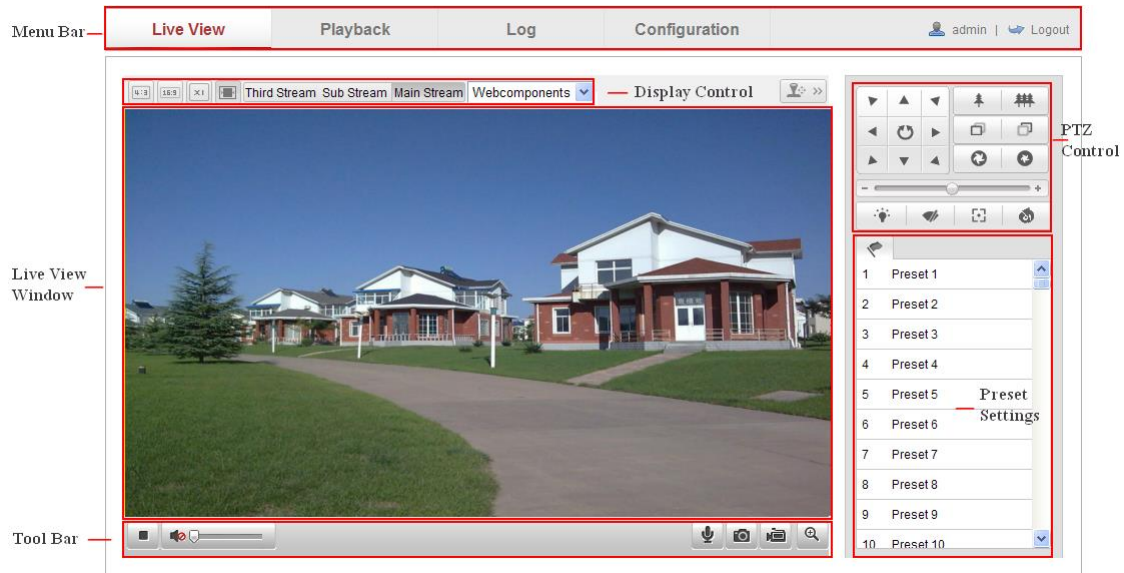 Menu Bar
Live View
Playback
Log
Configuration
admin | Logout
4:3 16:9 X1 Third Stream Sub Stream Main Stream Webcomponents
Display Control
PTZ
Control
Live View
Window
1 Preset 1
2 Preset 2
3 Preset 3
4 Preset 4
5 Preset 5
6 Preset 6
7 Preset 7
8 Preset 8
9 Preset 9
10 Preset 10
Preset
Settings
Tool Bar